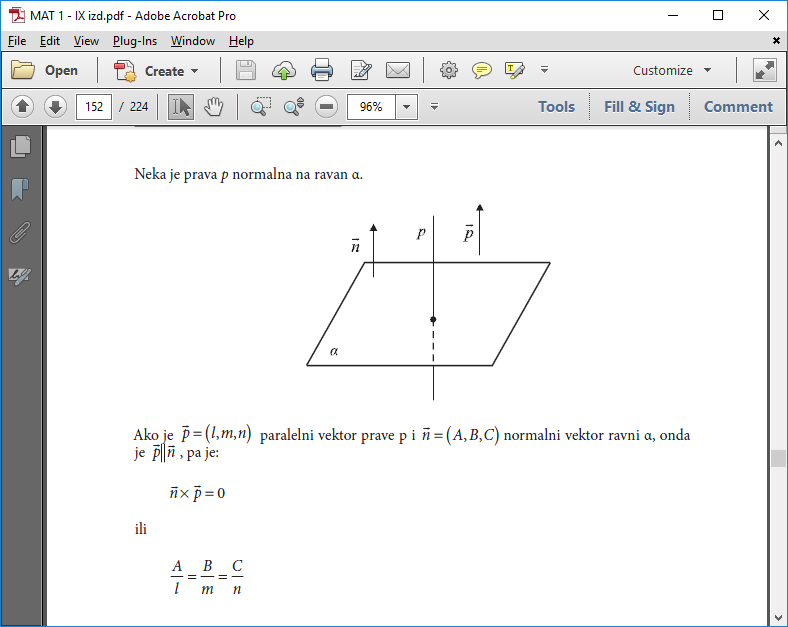 MAT 1 - IX izd.pdf - Adobe Acrobat Pro
File Edit View Plug-Ins Window Help
Open Create Customize
152 / 224 96% Tools Fill & Sign Comment
Neka je prava p normalna na ravan α.
n⃗ p p⃗
α
Ako je p⃗ = (l, m, n) paralelni vektor prave p i n⃗ = (A, B, C) normalni vektor ravni α, onda
je p⃗ || n⃗ , pa je:
n⃗ × p⃗ = 0
ili
A/l = B/m = C/n